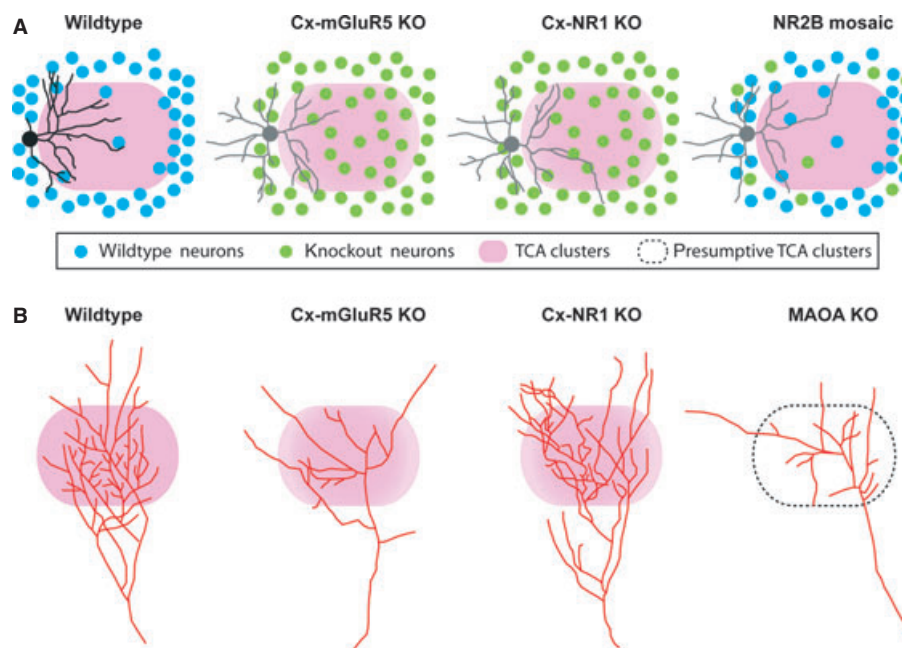 A
Wildtype Cx-mGluR5 KO Cx-NR1 KO NR2B mosaic
Wildtype neurons Knockout neurons TCA clusters Presumptive TCA clusters
B
Wildtype Cx-mGluR5 KO Cx-NR1 KO MAOA KO